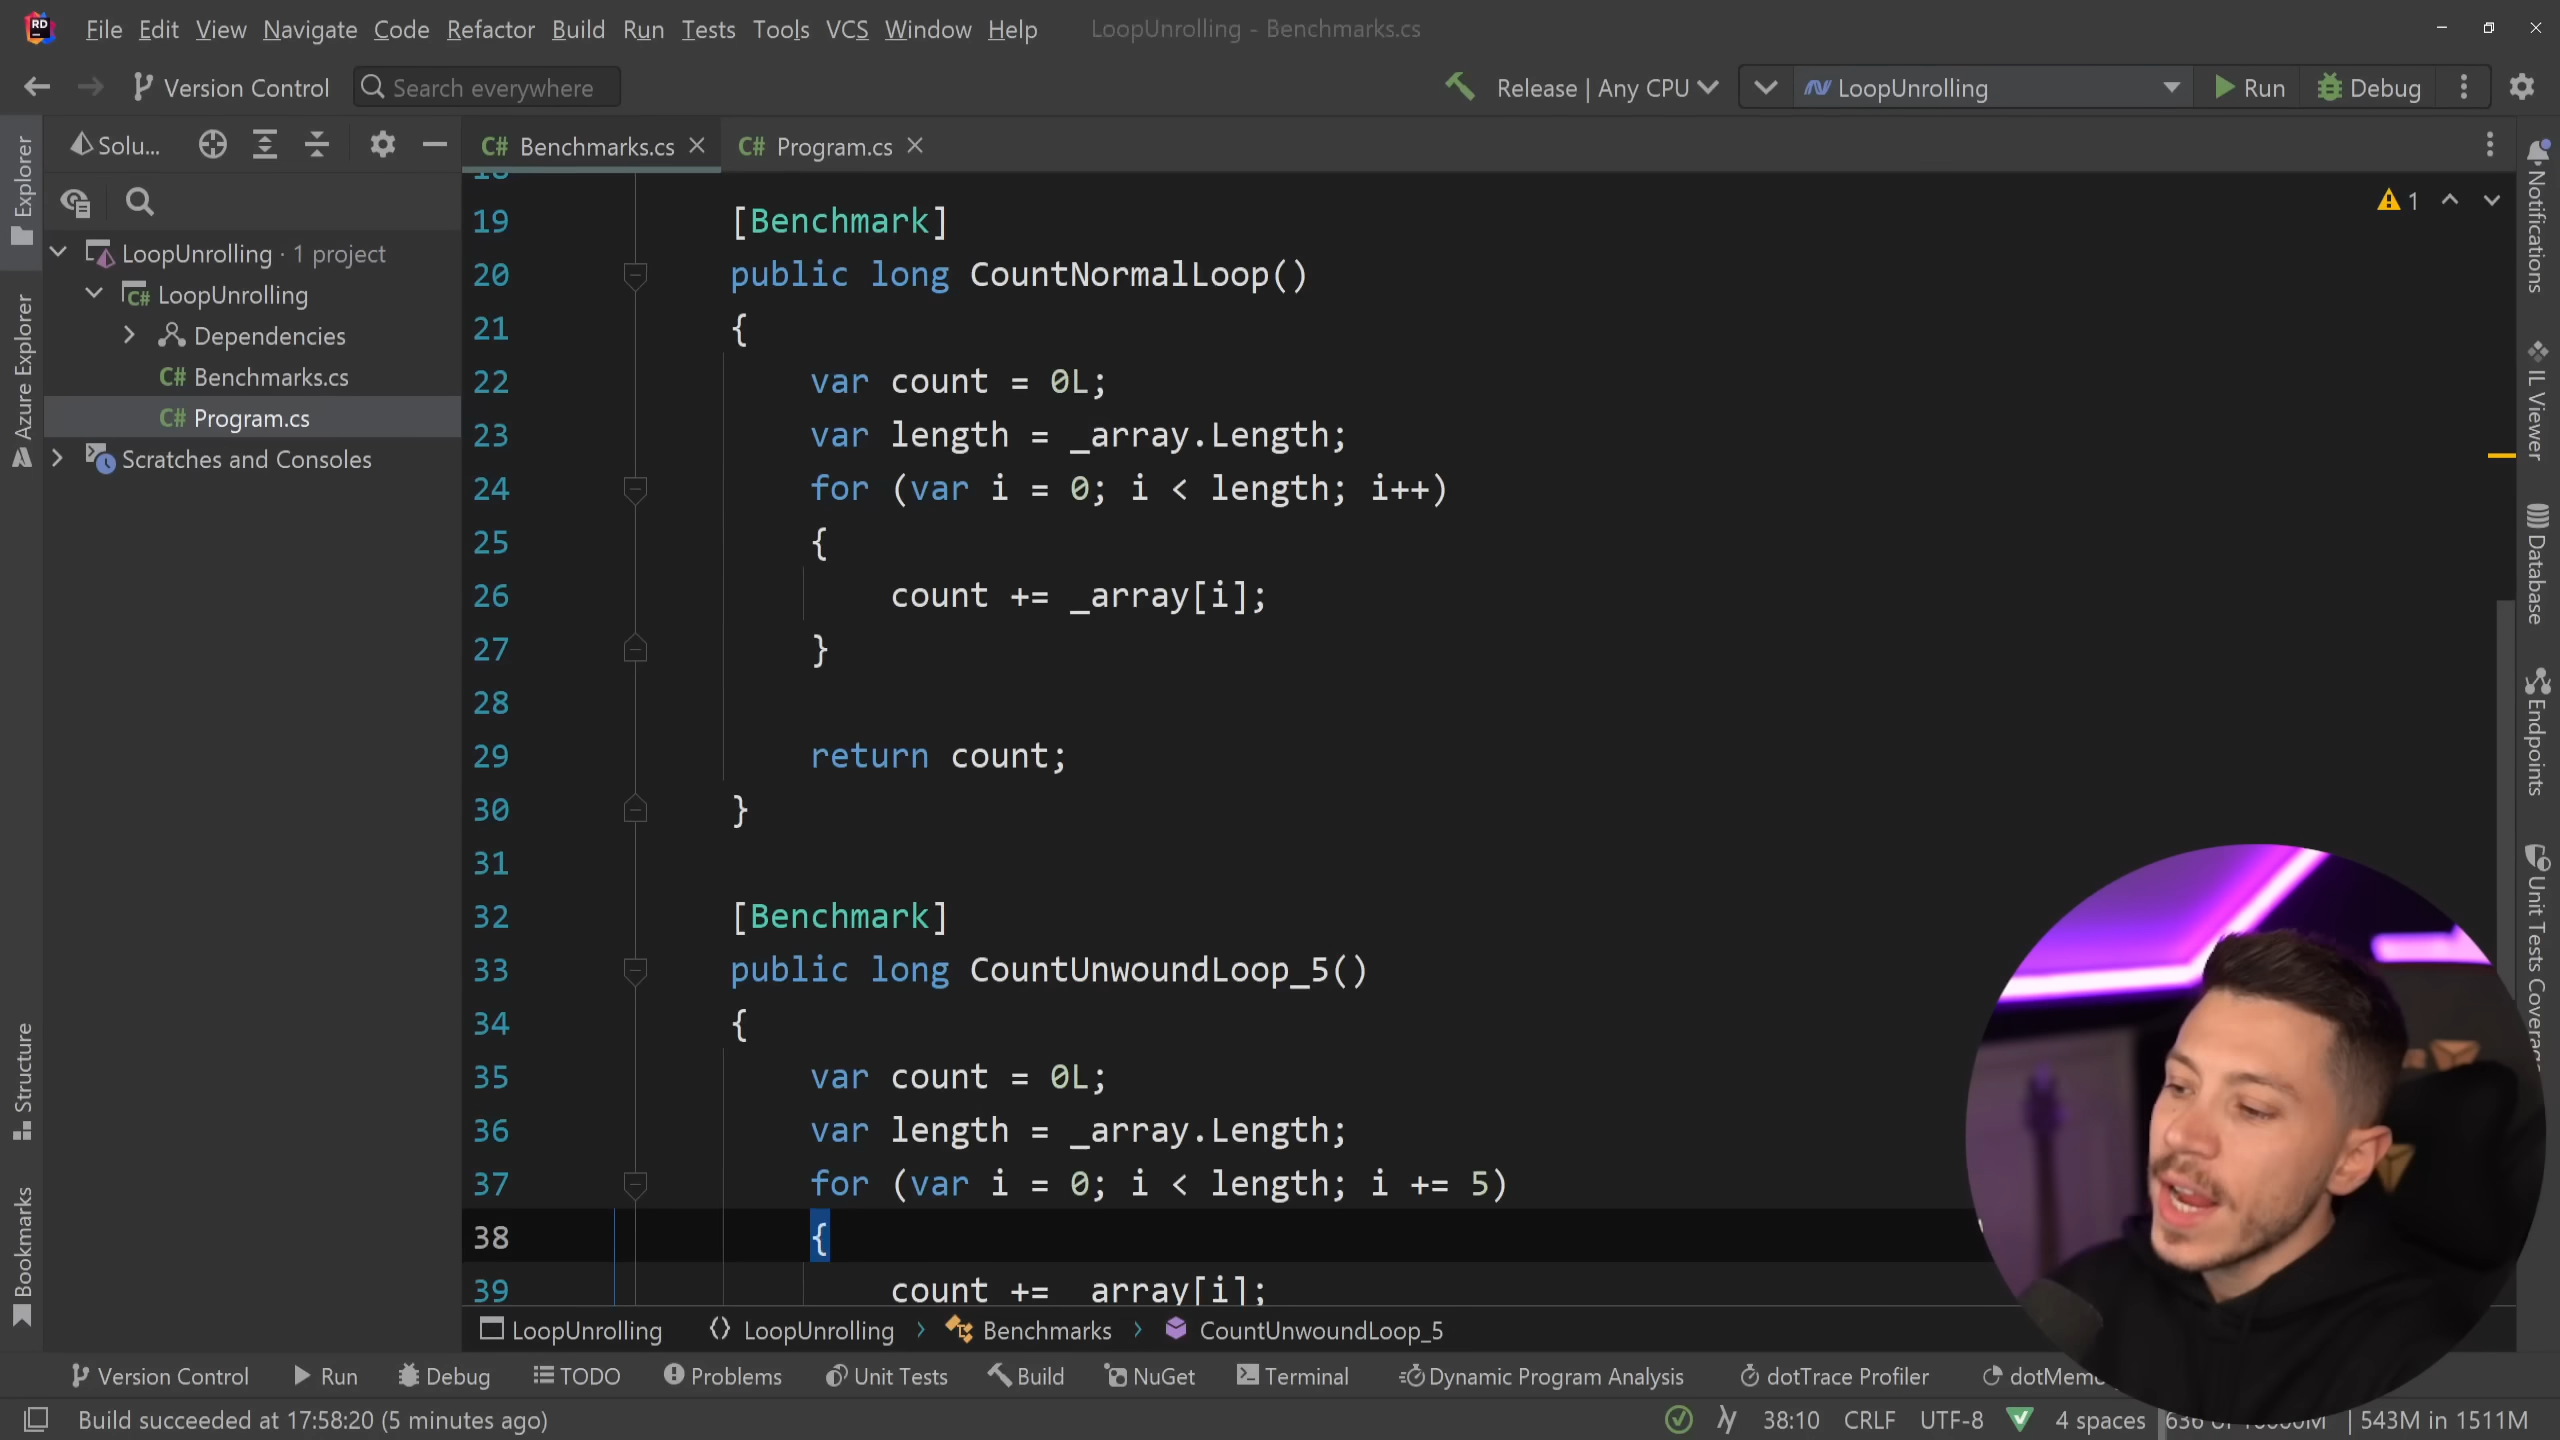 RD
File Edit View Navigate Code Refactor Build Run Tests Tools VCS Window Help
LoopUnrolling - Benchmarks.cs
Version Control
Search everywhere
Release | Any CPU
LoopUnrolling
Run
Debug
Explorer
Azure Explorer
Structure
Bookmarks
Solu...
LoopUnrolling · 1 project
C# LoopUnrolling
Dependencies
C# Benchmarks.cs
C# Program.cs
Scratches and Consoles
C# Benchmarks.cs
C# Program.cs
1
18
19 [Benchmark]
20 public long CountNormalLoop()
21 {
22 var count = 0L;
23 var length = _array.Length;
24 for (var i = 0; i < length; i++)
25 {
26 count += _array[i];
27 }
28
29 return count;
30 }
31
32 [Benchmark]
33 public long CountUnwoundLoop_5()
34 {
35 var count = 0L;
36 var length = _array.Length;
37 for (var i = 0; i < length; i += 5)
38 {
39 count += _array[i];
Notifications
IL Viewer
Database
Endpoints
Unit Tests Coverage
LoopUnrolling
LoopUnrolling
Benchmarks
CountUnwoundLoop_5
Version Control
Run
Debug
TODO
Problems
Unit Tests
Build
NuGet
Terminal
Dynamic Program Analysis
dotTrace Profiler
dotMemo
Build succeeded at 17:58:20 (5 minutes ago)
38:10
CRLF
UTF-8
4 spaces
543M in 1511M